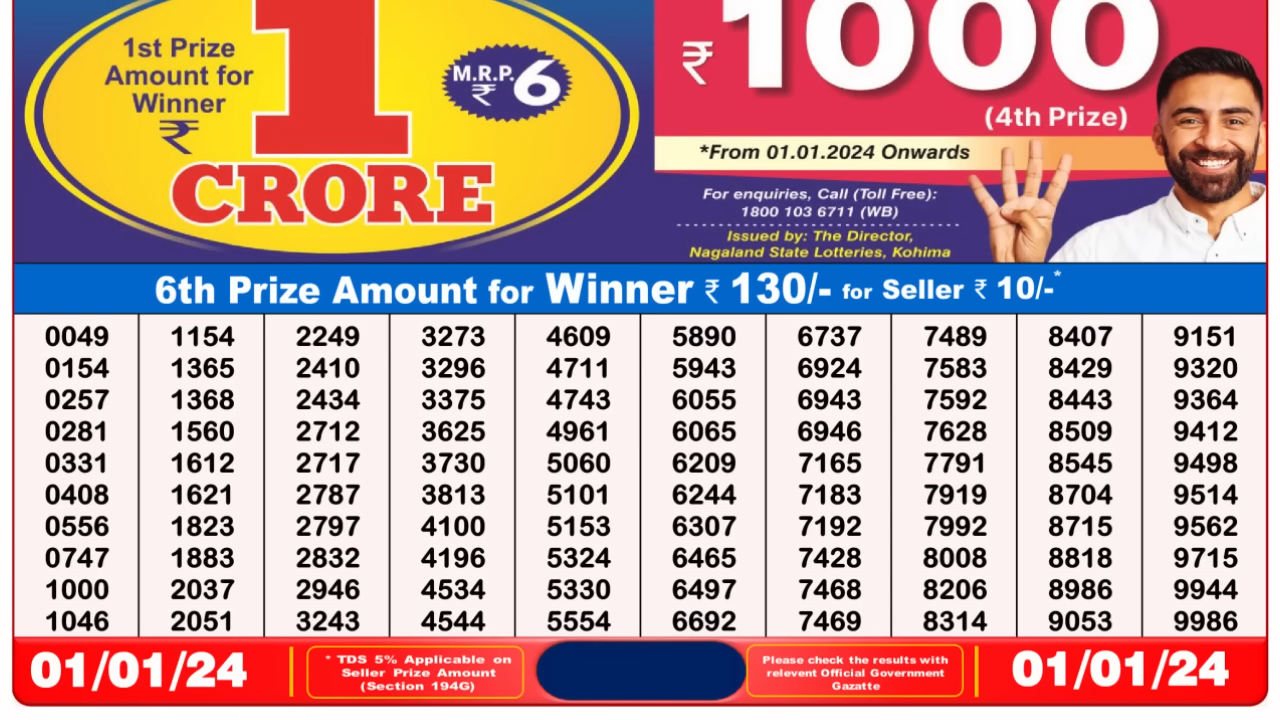 1st Prize
Amount for
Winner
₹
1
CRORE
M.R.P.
₹ 6
₹ 1000
(4th Prize)
*From 01.01.2024 Onwards
For enquiries, Call (Toll Free):
1800 103 6711 (WB)
Issued by: The Director,
Nagaland State Lotteries, Kohima
6th Prize Amount for Winner ₹ 130/- for Seller ₹ 10/-*
0049 1154 2249 3273 4609 5890 6737 7489 8407 9151
0154 1365 2410 3296 4711 5943 6924 7583 8429 9320
0257 1368 2434 3375 4743 6055 6943 7592 8443 9364
0281 1560 2712 3625 4961 6065 6946 7628 8509 9412
0331 1612 2717 3730 5060 6209 7165 7791 8545 9498
0408 1621 2787 3813 5101 6244 7183 7919 8704 9514
0556 1823 2797 4100 5153 6307 7192 7992 8715 9562
0747 1883 2832 4196 5324 6465 7428 8008 8818 9715
1000 2037 2946 4534 5330 6497 7468 8206 8986 9944
1046 2051 3243 4544 5554 6692 7469 8314 9053 9986
01/01/24
* TDS 5% Applicable on
Seller Prize Amount
(Section 194G)
Please check the results with
relevent Official Government
Gazatte
01/01/24